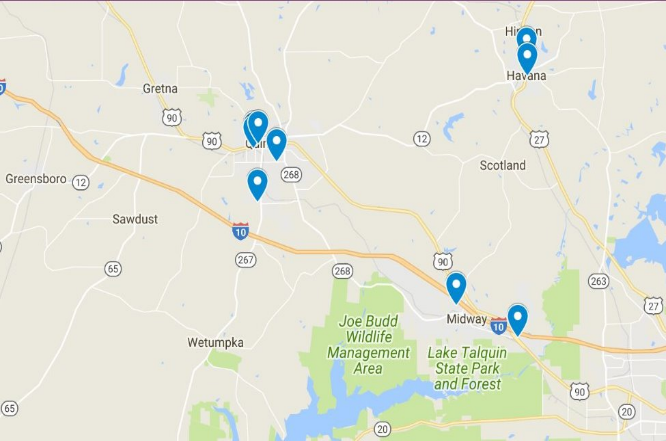 Havana
Gretna
90
90
12
27
Scotland
Greensboro
12
268
Sawdust
10
267
268
90
65
263
27
Midway
10
Joe Budd
Wildlife
Management
Area
Wetumpka
Lake Talquin
State Park
and Forest
90
65
20
20